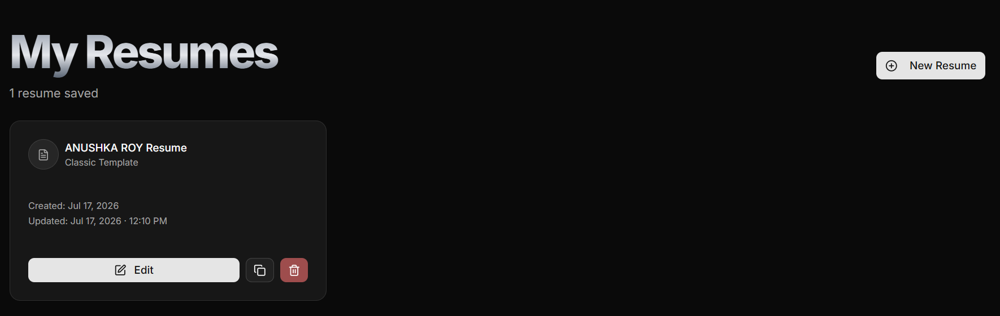 My Resumes
1 resume saved
New Resume
ANUSHKA ROY Resume
Classic Template
Created: Jul 17, 2026
Updated: Jul 17, 2026 · 12:10 PM
Edit